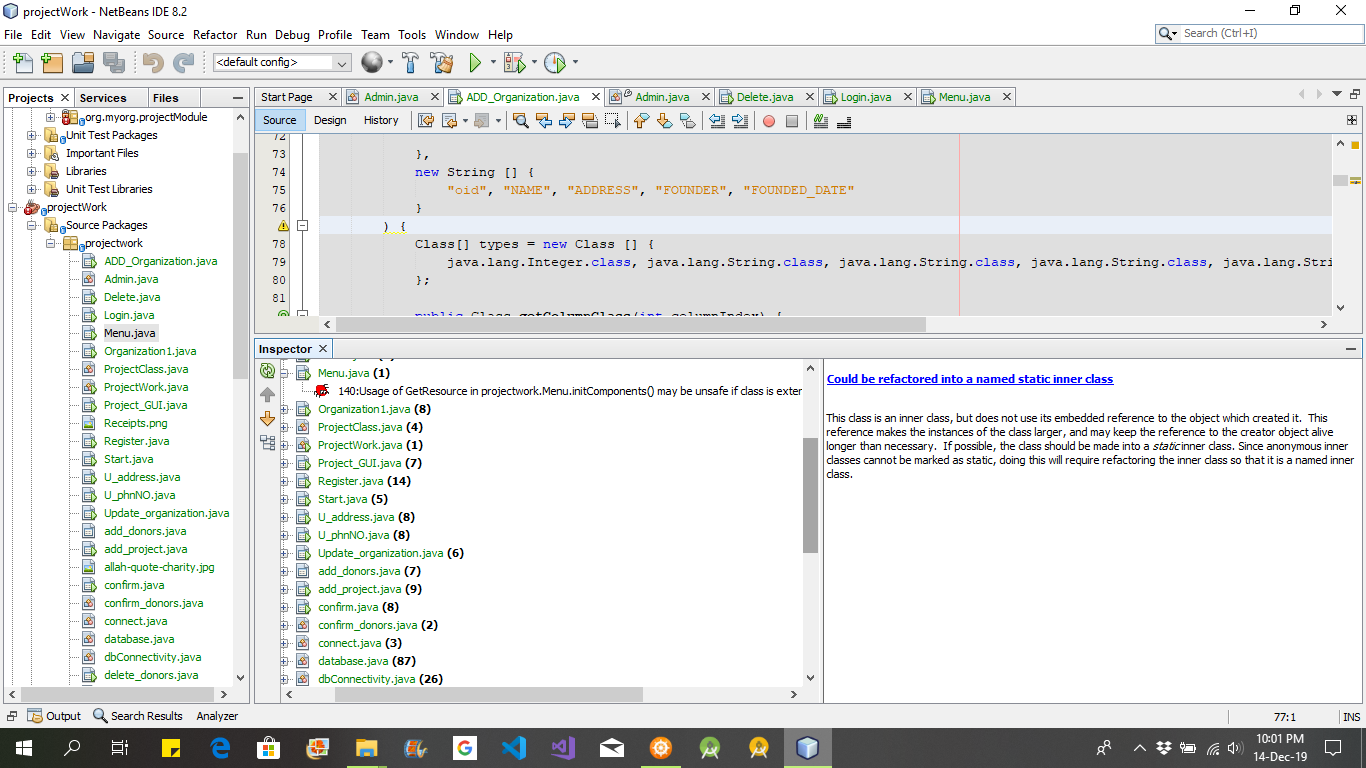 projectWork - NetBeans IDE 8.2
File Edit View Navigate Source Refactor Run Debug Profile Team Tools Window Help
Search (Ctrl+I)
<default config>
Projects Services Files
org.myorg.projectModule
Unit Test Packages
Important Files
Libraries
Unit Test Libraries
projectWork
Source Packages
projectwork
ADD_Organization.java
Admin.java
Delete.java
Login.java
Menu.java
Organization1.java
ProjectClass.java
ProjectWork.java
Project_GUI.java
Receipts.png
Register.java
Start.java
U_address.java
U_phnNO.java
Update_organization.java
add_donors.java
add_project.java
allah-quote-charity.jpg
confirm.java
confirm_donors.java
connect.java
database.java
dbConnectivity.java
delete_donors.java
Start Page Admin.java ADD_Organization.java Admin.java Delete.java Login.java Menu.java
Source Design History
72
73 },
74 new String [] {
75 "oid", "NAME", "ADDRESS", "FOUNDER", "FOUNDED_DATE"
76 }
) {
78 Class[] types = new Class [] {
79 java.lang.Integer.class, java.lang.String.class, java.lang.String.class, java.lang.String.class, java.lang.Stri
80 };
81
public Class getColumnClass(int columnIndex) {
Inspector
Menu.java (1)
140:Usage of GetResource in projectwork.Menu.initComponents() may be unsafe if class is exter
Organization1.java (8)
ProjectClass.java (4)
ProjectWork.java (1)
Project_GUI.java (7)
Register.java (14)
Start.java (5)
U_address.java (8)
U_phnNO.java (8)
Update_organization.java (6)
add_donors.java (7)
add_project.java (9)
confirm.java (8)
confirm_donors.java (2)
connect.java (3)
database.java (87)
dbConnectivity.java (26)
Could be refactored into a named static inner class
This class is an inner class, but does not use its embedded reference to the object which created it. This
reference makes the instances of the class larger, and may keep the reference to the creator object alive
longer than necessary. If possible, the class should be made into a static inner class. Since anonymous inner
classes cannot be marked as static, doing this will require refactoring the inner class so that it is a named inner
class.
Output Search Results Analyzer
77:1 INS
10:01 PM
14-Dec-19